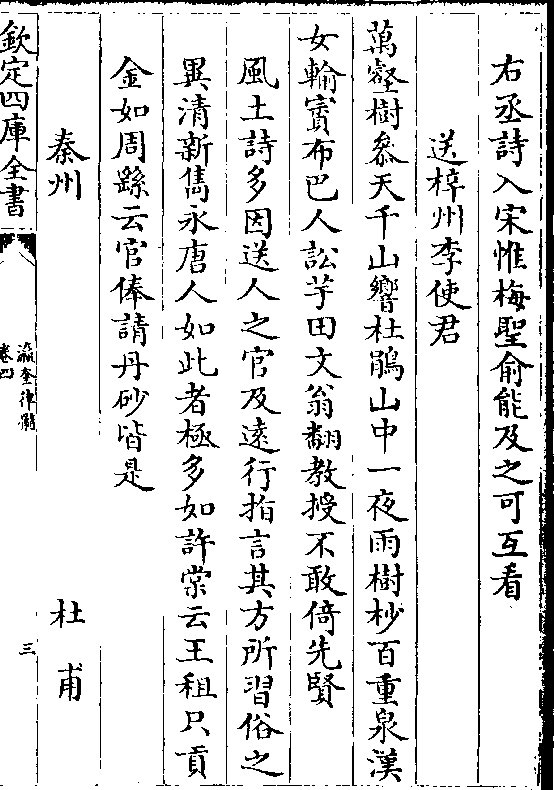 右丞詩入宋惟梅聖俞能及之可互看
送梓州李使君
萬壑樹參天千山響杜鵑山中一夜雨樹杪百重泉漢
女輸賨布巴人訟芋田文翁翻教授不敢倚先賢
風土詩多因送人之官及逺行指言其方所習俗之
異清新雋永唐人如此者極多如許棠云王租只貢
金如周繇云官俸請丹砂皆是
秦州
杜甫
欽定四庫全書
瀛奎律髓
卷四
三